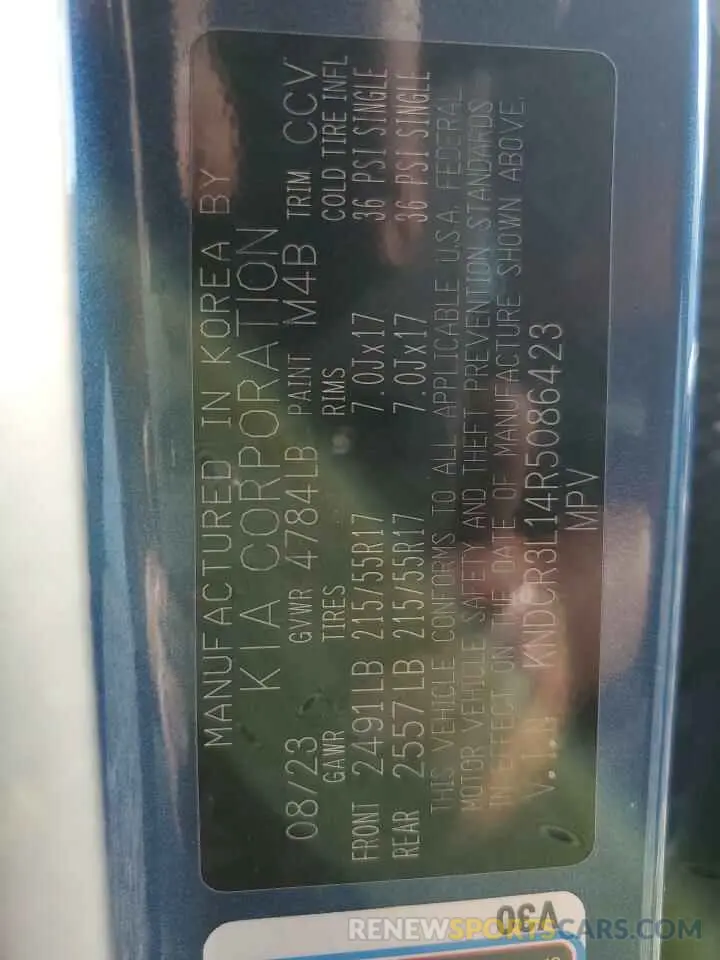 MANUFACTURED IN KOREA BY
KIA CORPORATION
08/23 GVWR 4784LB PAINT M4B TRIM CCV
GAWR TIRES RIMS COLD TIRE INFL
FRONT 2491LB 215/55R17 7.0Jx17 36 PSI SINGLE
REAR 2557LB 215/55R17 7.0Jx17 36 PSI SINGLE
THIS VEHICLE CONFORMS TO ALL APPLICABLE U.S.A. FEDERAL
MOTOR VEHICLE SAFETY AND THEFT PREVENTION STANDARDS
IN EFFECT ON THE DATE OF MANUFACTURE SHOWN ABOVE.
V.I.N KNDCR3L14R5086423
MPV
V30
RENEWSPORTSCARS.COM